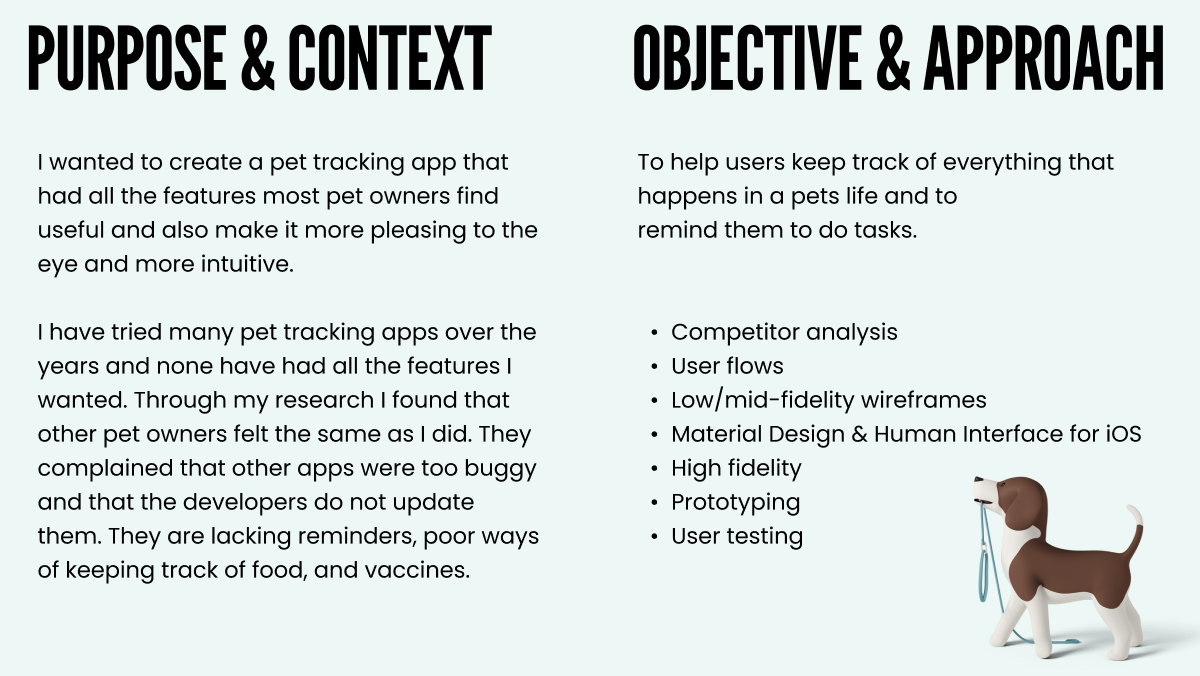 PURPOSE & CONTEXT
I wanted to create a pet tracking app that
had all the features most pet owners find
useful and also make it more pleasing to the
eye and more intuitive.
I have tried many pet tracking apps over the
years and none have had all the features I
wanted. Through my research I found that
other pet owners felt the same as I did. They
complained that other apps were too buggy
and that the developers do not update
them. They are lacking reminders, poor ways
of keeping track of food, and vaccines.
OBJECTIVE & APPROACH
To help users keep track of everything that
happens in a pets life and to
remind them to do tasks.
• Competitor analysis
• User flows
• Low/mid-fidelity wireframes
• Material Design & Human Interface for iOS
• High fidelity
• Prototyping
• User testing